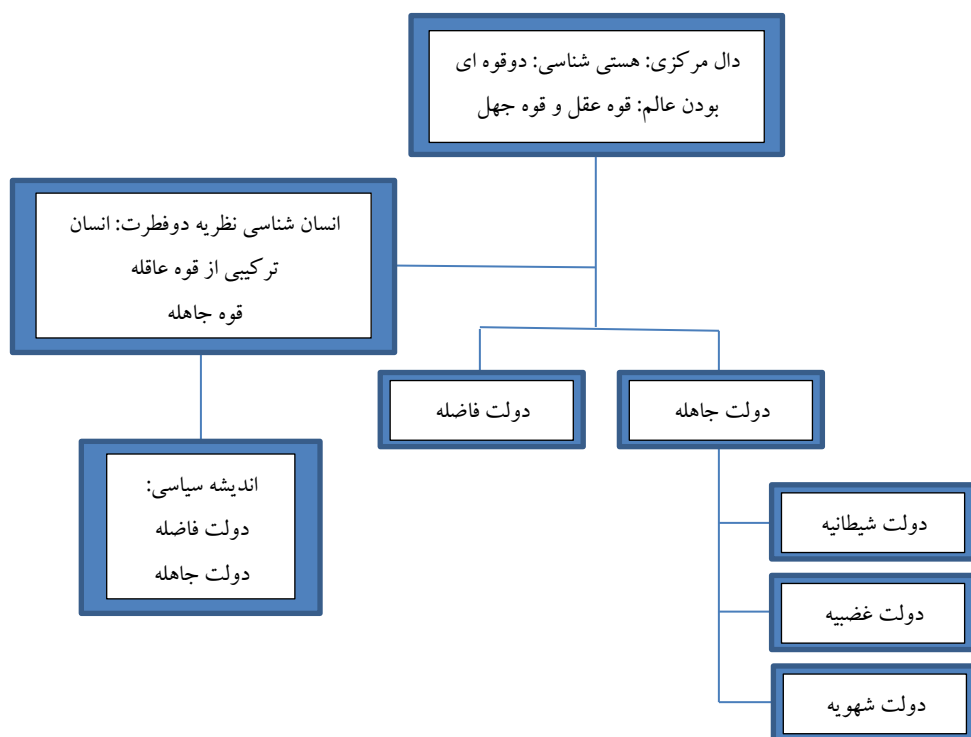 دال مرکزی: هستی شناسی: دوقوه ای
بودن عالم: قوه عقل و قوه جهل
انسان شناسی نظریه دوفطرت: انسان
ترکیبی از قوه عاقله
قوه جاهله
دولت جاهله
دولت فاضله
اندیشه سیاسی:
دولت فاضله
دولت جاهله
دولت شیطانیه
دولت غضبیه
دولت شهویه